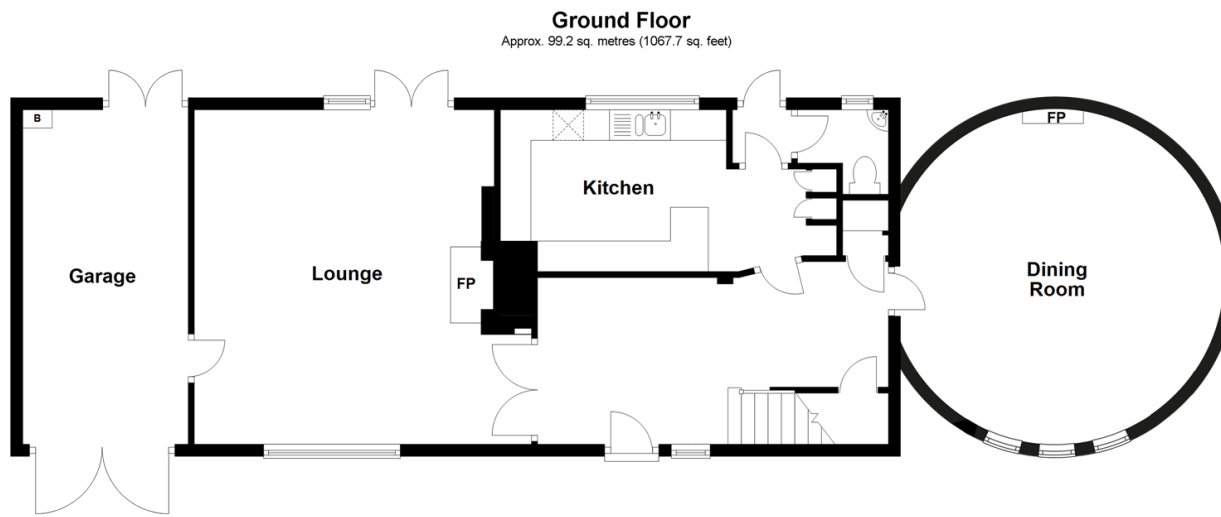 Ground Floor
Approx. 99.2 sq. metres (1067.7 sq. feet)
B
FP
Kitchen
Garage
Lounge
FP
Dining
Room